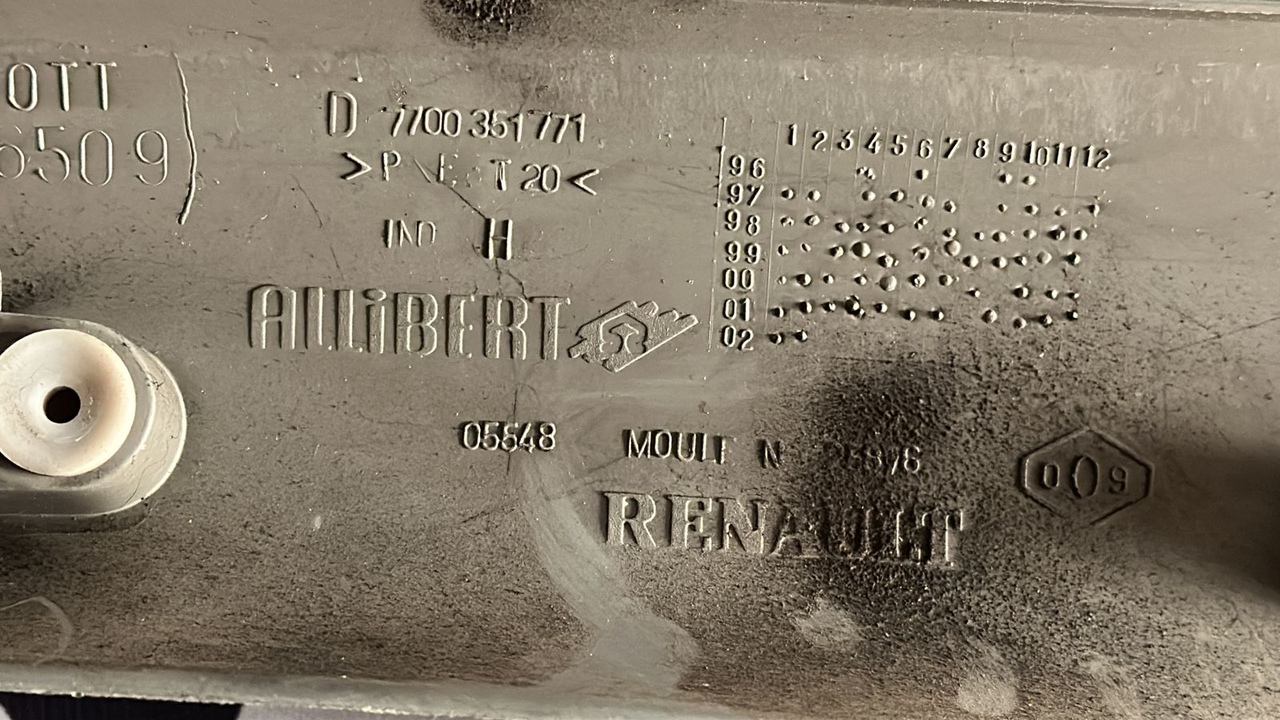 OTT
6509
D 7700 351 771
>P E T20<
IND H
ALLiBERT
1 2 3 4 5 6 7 8 9 10 11 12
96
97
98
99
00
01
02
05548
MOULE N
RENAULT
009